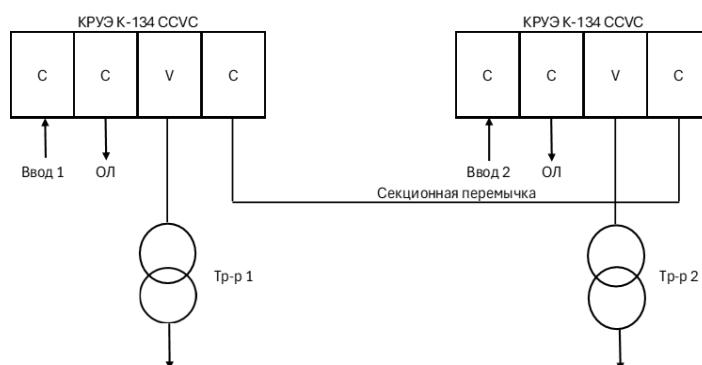 КРУЭ К-134 CCVC
КРУЭ К-134 CCVC
C C V C
C C V C
Ввод 1 ОЛ
Ввод 2 ОЛ
Секционная перемычка
Тр-р 1
Тр-р 2